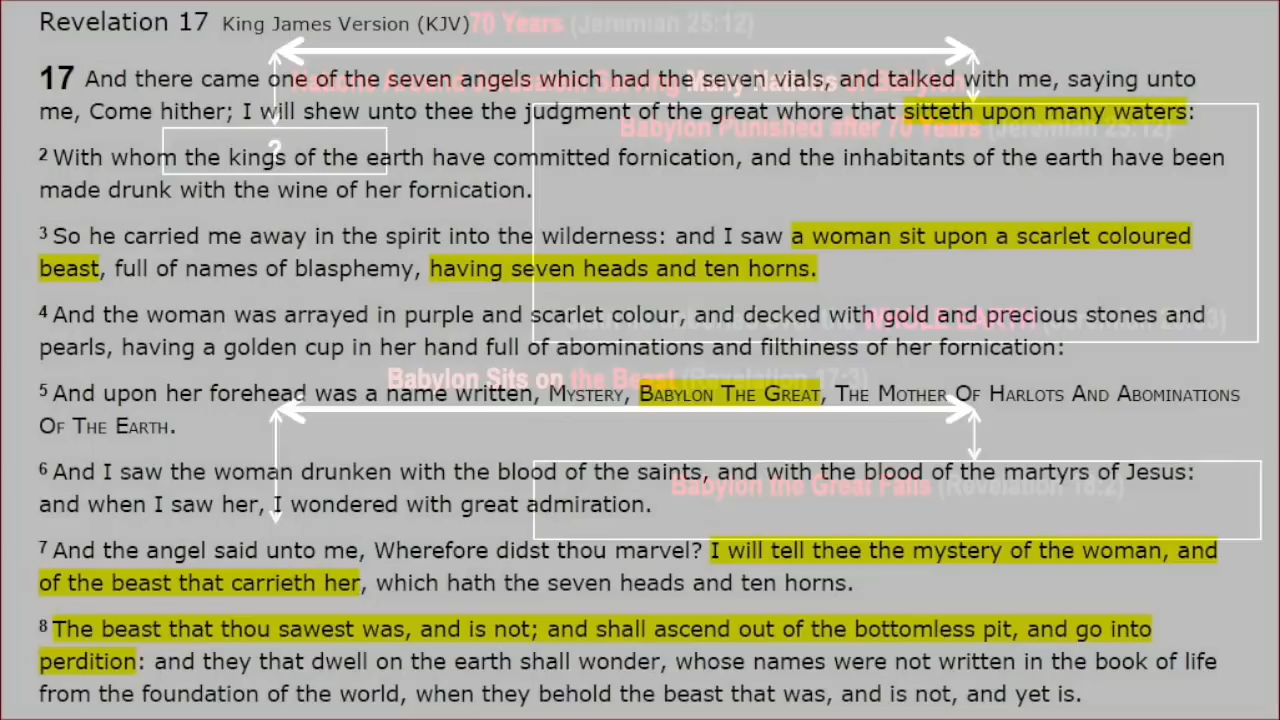 Revelation 17 King James Version (KJV)
70 Years (Jeremiah 25:12)
17 And there came one of the seven angels which had the seven vials, and talked with me, saying unto
Many Nations of Babylon
me, Come hither; I will shew unto thee the judgment of the great whore that sitteth upon many waters:
Babylon Punished after 70 Years (Jeremiah 25:12)
?
2 With whom the kings of the earth have committed fornication, and the inhabitants of the earth have been
made drunk with the wine of her fornication.
3 So he carried me away in the spirit into the wilderness: and I saw a woman sit upon a scarlet coloured
beast, full of names of blasphemy, having seven heads and ten horns.
4 And the woman was arrayed in purple and scarlet colour, and decked with gold and precious stones and
WHOLE EARTH
pearls, having a golden cup in her hand full of abominations and filthiness of her fornication:
Babylon Sits on the Beast (Revelation 17:3)
5 And upon her forehead was a name written, Mystery, Babylon The Great, The Mother Of Harlots And Abominations
Of The Earth.
6 And I saw the woman drunken with the blood of the saints, and with the blood of the martyrs of Jesus:
Babylon the Great Falls (Revelation 18:2)
and when I saw her, I wondered with great admiration.
7 And the angel said unto me, Wherefore didst thou marvel? I will tell thee the mystery of the woman, and
of the beast that carrieth her, which hath the seven heads and ten horns.
8 The beast that thou sawest was, and is not; and shall ascend out of the bottomless pit, and go into
perdition: and they that dwell on the earth shall wonder, whose names were not written in the book of life
from the foundation of the world, when they behold the beast that was, and is not, and yet is.